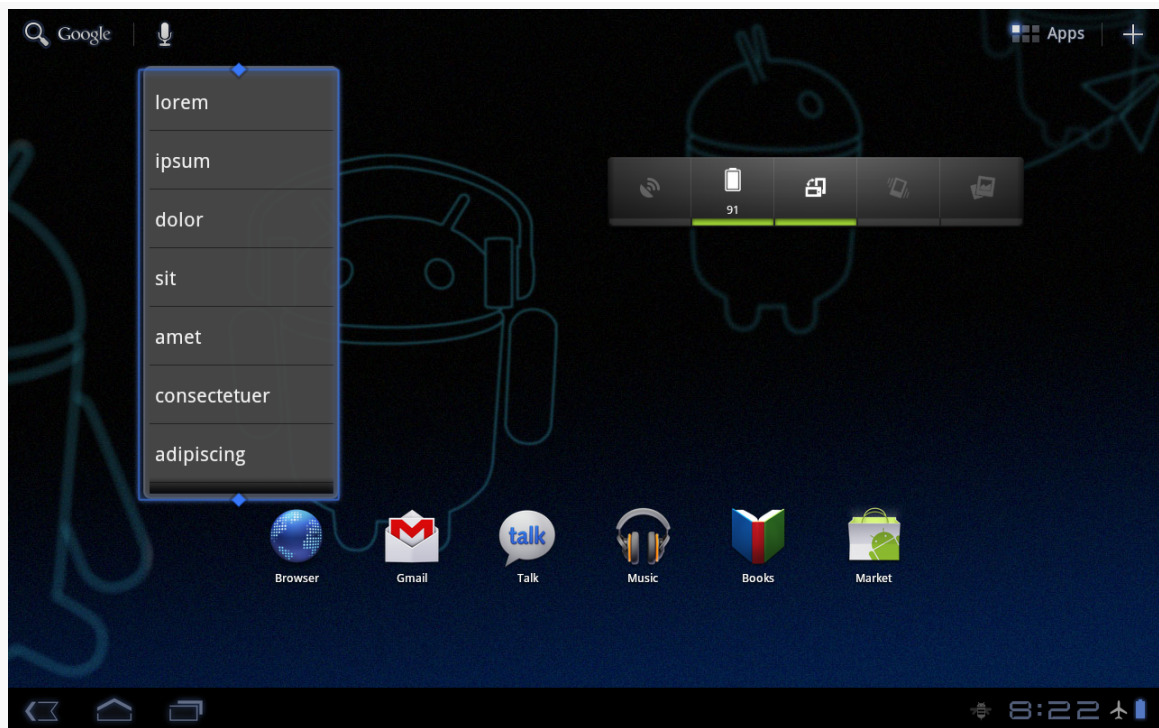 Google
Apps
lorem
ipsum
dolor
sit
amet
consectetuer
adipiscing
91
talk
Browser
Gmail
Talk
Music
Books
Market
8:22